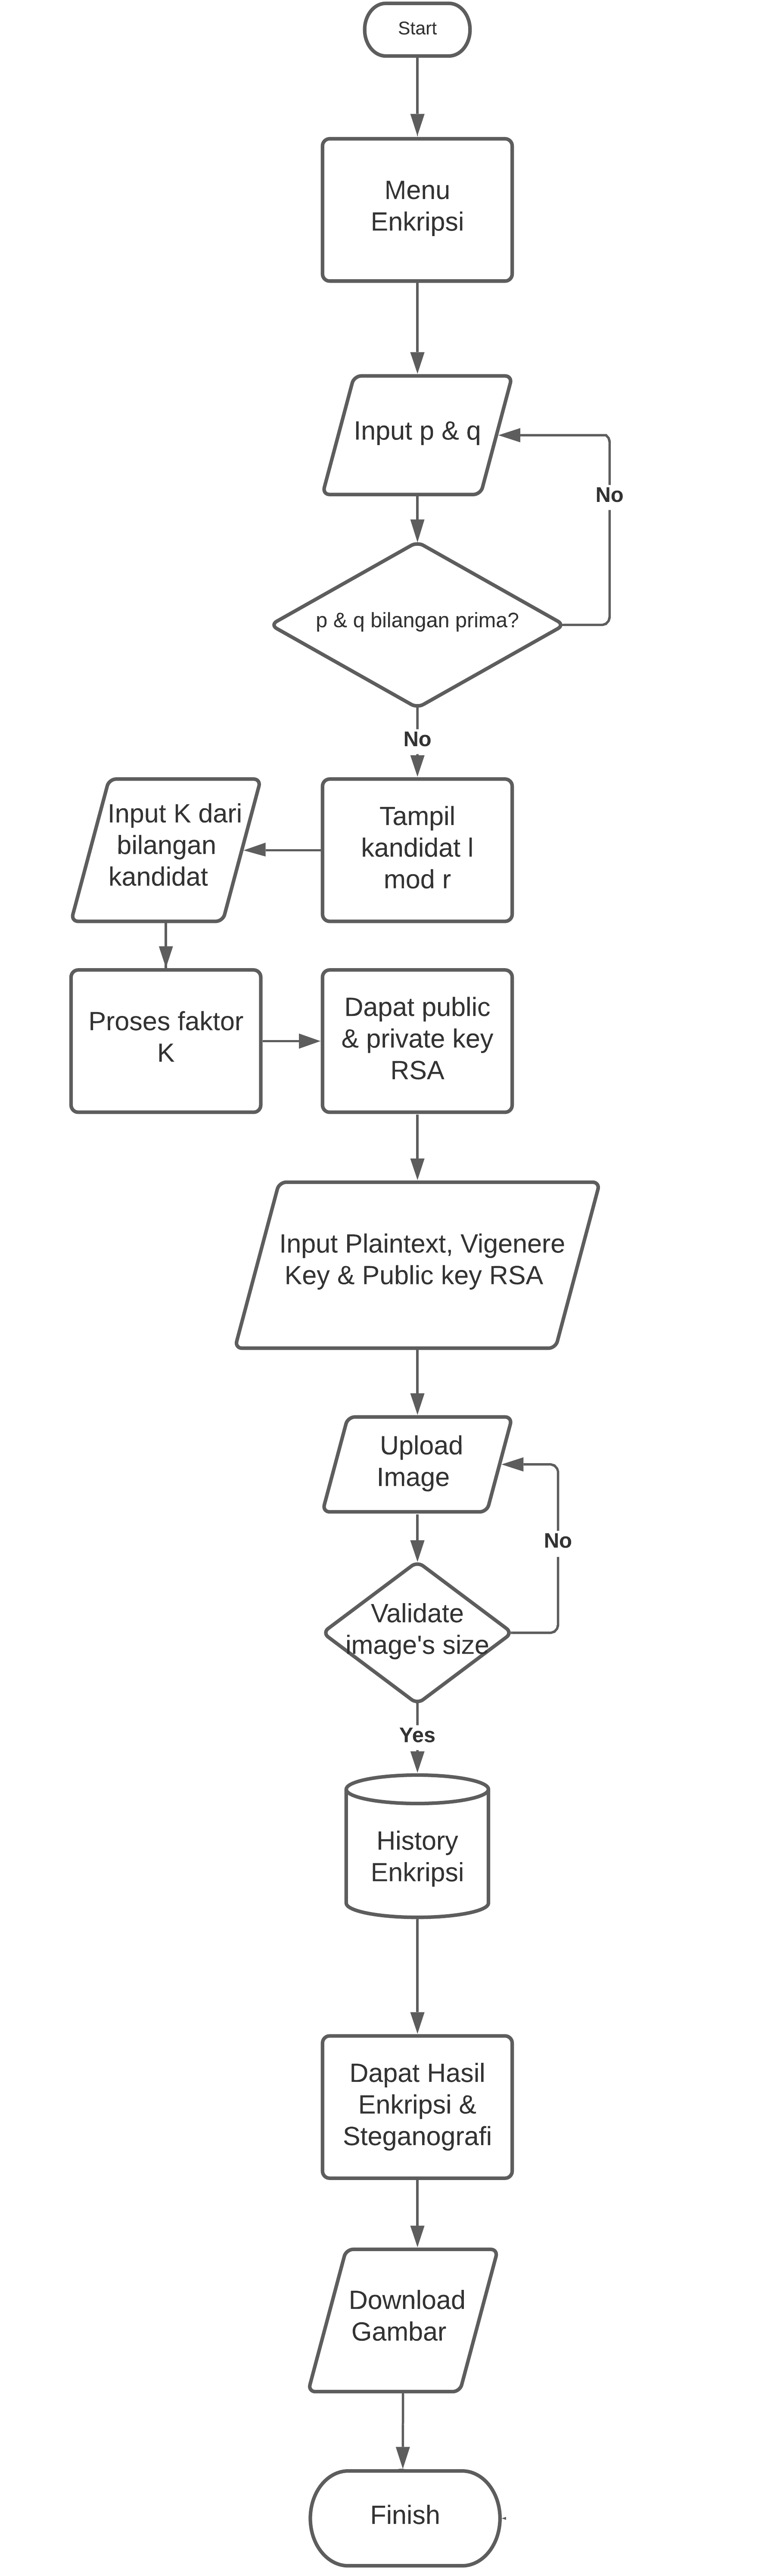 Start
Menu
Enkripsi
Input p & q
No
p & q bilangan prima?
No
Input K dari
bilangan
kandidat
Tampil
kandidat l
mod r
Proses faktor
K
Dapat public
& private key
RSA
Input Plaintext, Vigenere
Key & Public key RSA
Upload
Image
No
Validate
image's size
Yes
History
Enkripsi
Dapat Hasil
Enkripsi &
Steganografi
Download
Gambar
Finish